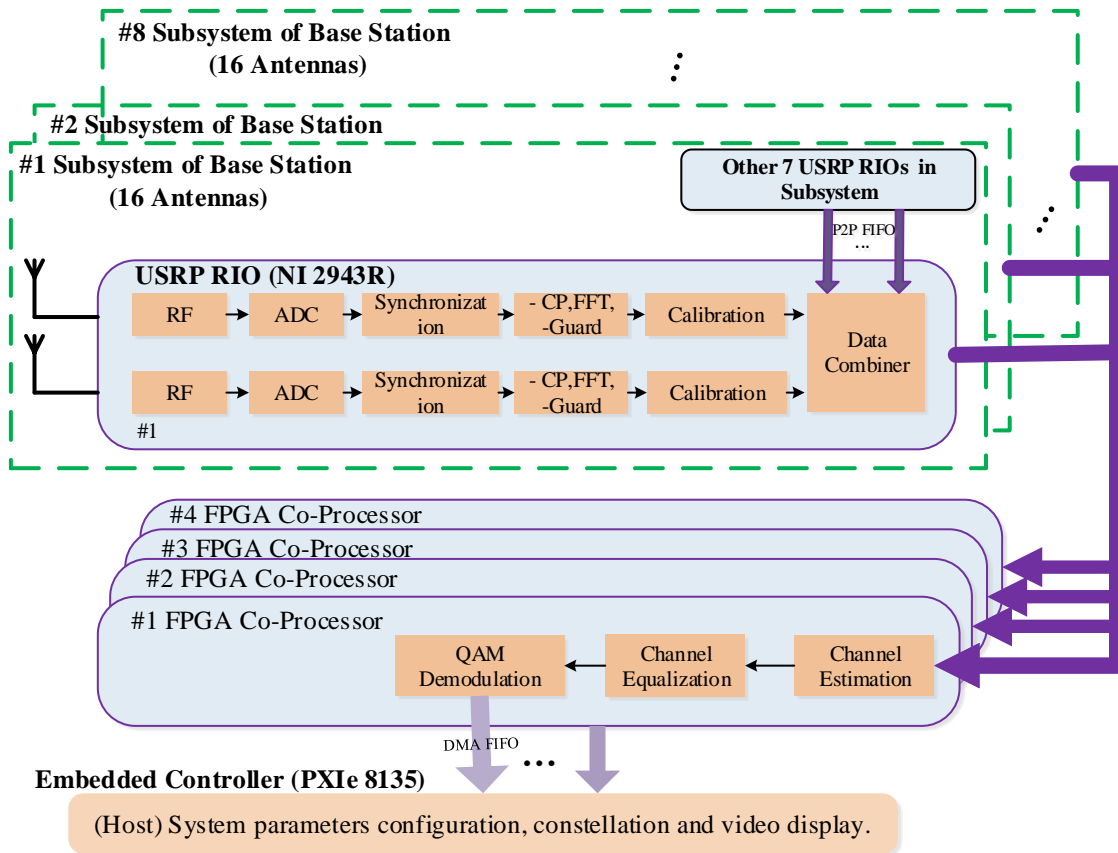 #8 Subsystem of Base Station
(16 Antennas)
...
#2 Subsystem of Base Station
#1 Subsystem of Base Station
(16 Antennas)
Other 7 USRP RIOs in
Subsystem
...
P2P FIFO
...
USRP RIO (NI 2943R)
RF
ADC
Synchronizat
ion
- CP,FFT,
-Guard
Calibration
Data
Combiner
RF
ADC
Synchronizat
ion
- CP,FFT,
-Guard
Calibration
#1
#4 FPGA Co-Processor
#3 FPGA Co-Processor
#2 FPGA Co-Processor
#1 FPGA Co-Processor
QAM
Demodulation
Channel
Equalization
Channel
Estimation
DMA FIFO
...
Embedded Controller (PXIe 8135)
(Host) System parameters configuration, constellation and video display.